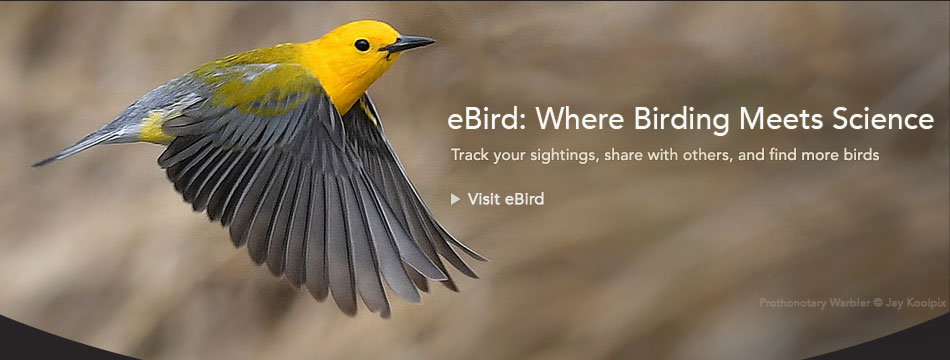 eBird: Where Birding Meets Science
Track your sightings, share with others, and find more birds
Visit eBird
Prothonotary Warbler © Jay Koolpix